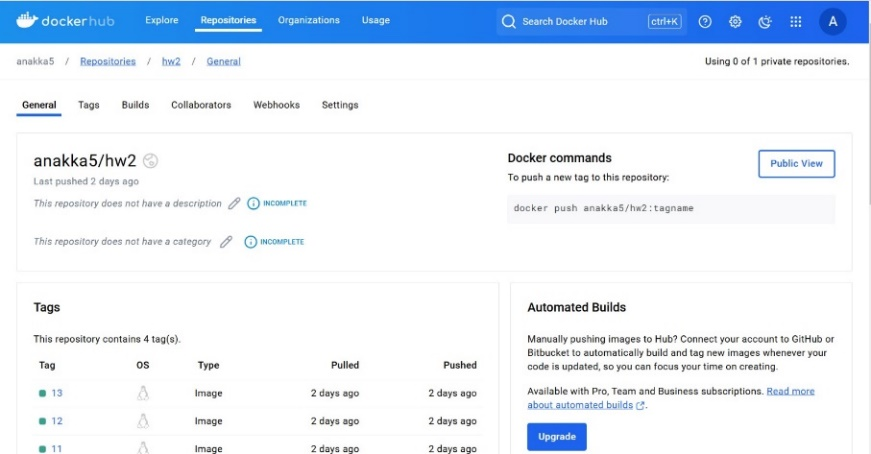 dockerhub Explore Repositories Organizations Usage Search Docker Hub ctrl+K A
anakka5 / Repositories / hw2 / General Using 0 of 1 private repositories.
General Tags Builds Collaborators Webhooks Settings
anakka5/hw2
Last pushed 2 days ago
This repository does not have a description INCOMPLETE
This repository does not have a category INCOMPLETE
Docker commands
To push a new tag to this repository:
Public View
docker push anakka5/hw2:tagname
Tags
This repository contains 4 tag(s).
Tag OS Type Pulled Pushed
13 Image 2 days ago 2 days ago
12 Image 2 days ago 2 days ago
11 Image 2 days ago 2 days ago
Automated Builds
Manually pushing images to Hub? Connect your account to GitHub or
Bitbucket to automatically build and tag new images whenever your
code is updated, so you can focus your time on creating.
Available with Pro, Team and Business subscriptions. Read more
about automated builds.
Upgrade